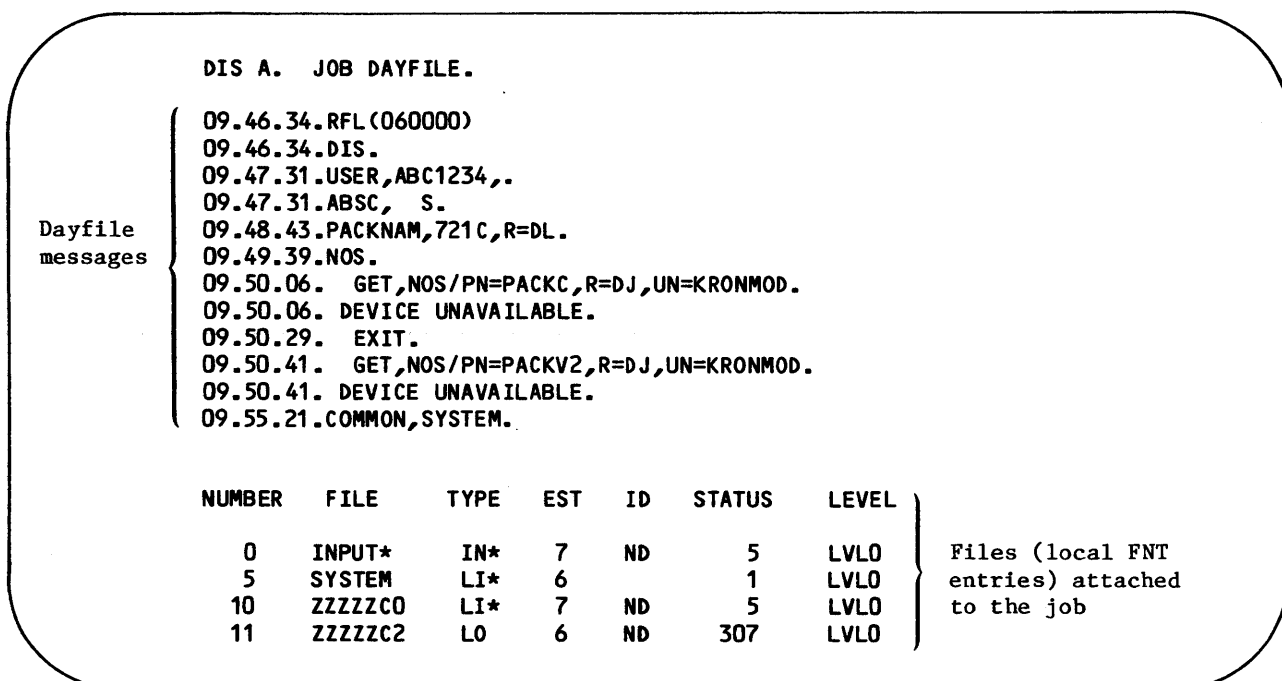 DIS A. JOB DAYFILE.
09.46.34.RFL(060000)
09.46.34.DIS.
09.47.31.USER,ABC1234,.
09.47.31.ABSC, S.
Dayfile messages
09.48.43.PACKNAM,721C,R=DL.
09.49.39.NOS.
09.50.06. GET,NOS/PN=PACKC,R=DJ,UN=KRONMOD.
09.50.06. DEVICE UNAVAILABLE.
09.50.29. EXIT.
09.50.41. GET,NOS/PN=PACKV2,R=DJ,UN=KRONMOD.
09.50.41. DEVICE UNAVAILABLE.
09.55.21.COMMON,SYSTEM.
NUMBER FILE TYPE EST ID STATUS LEVEL
0 INPUT* IN* 7 ND 5 LVL0
5 SYSTEM LI* 6 1 LVL0
10 ZZZZZC0 LI* 7 ND 5 LVL0
11 ZZZZZC2 LO 6 ND 307 LVL0
Files (local FNT
entries) attached
to the job